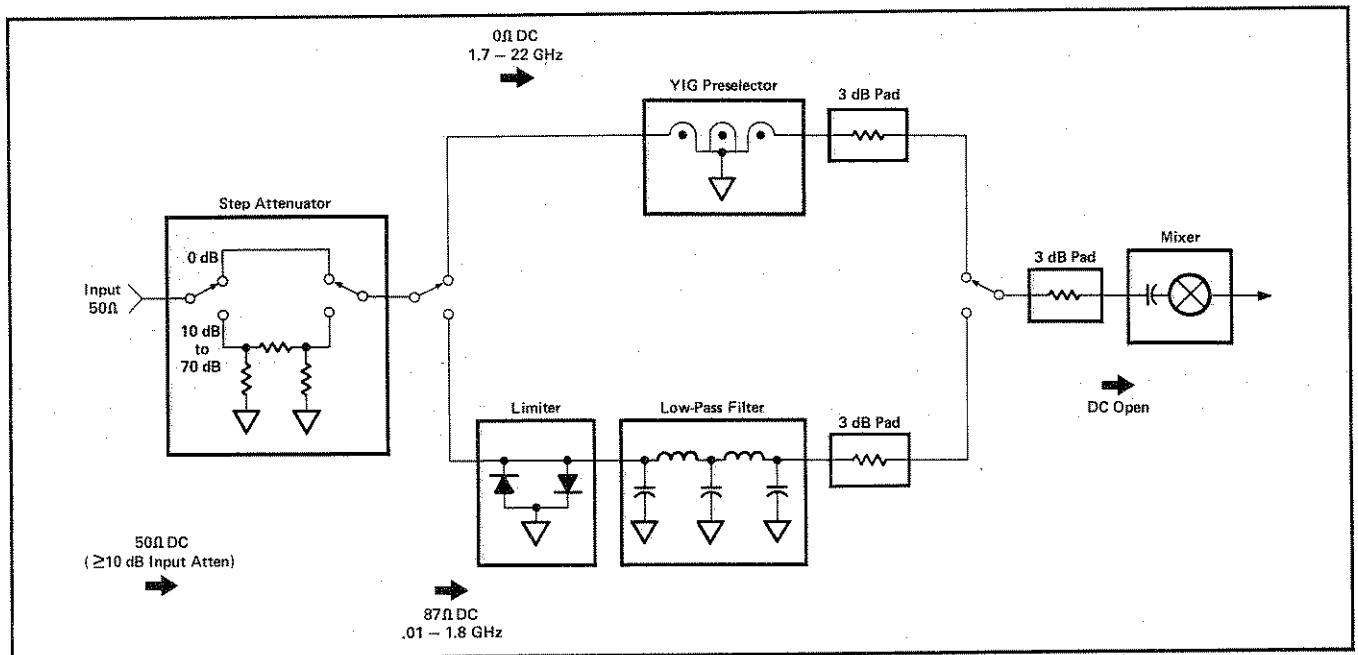 0Ω DC
1.7 – 22 GHz
YIG Preselector
3 dB Pad
Step Attenuator
0 dB
Input
50Ω
10 dB
to
70 dB
3 dB Pad
Mixer
DC Open
Limiter
Low-Pass Filter
3 dB Pad
50Ω DC
( ≥10 dB Input Atten)
87Ω DC
.01 – 1.8 GHz